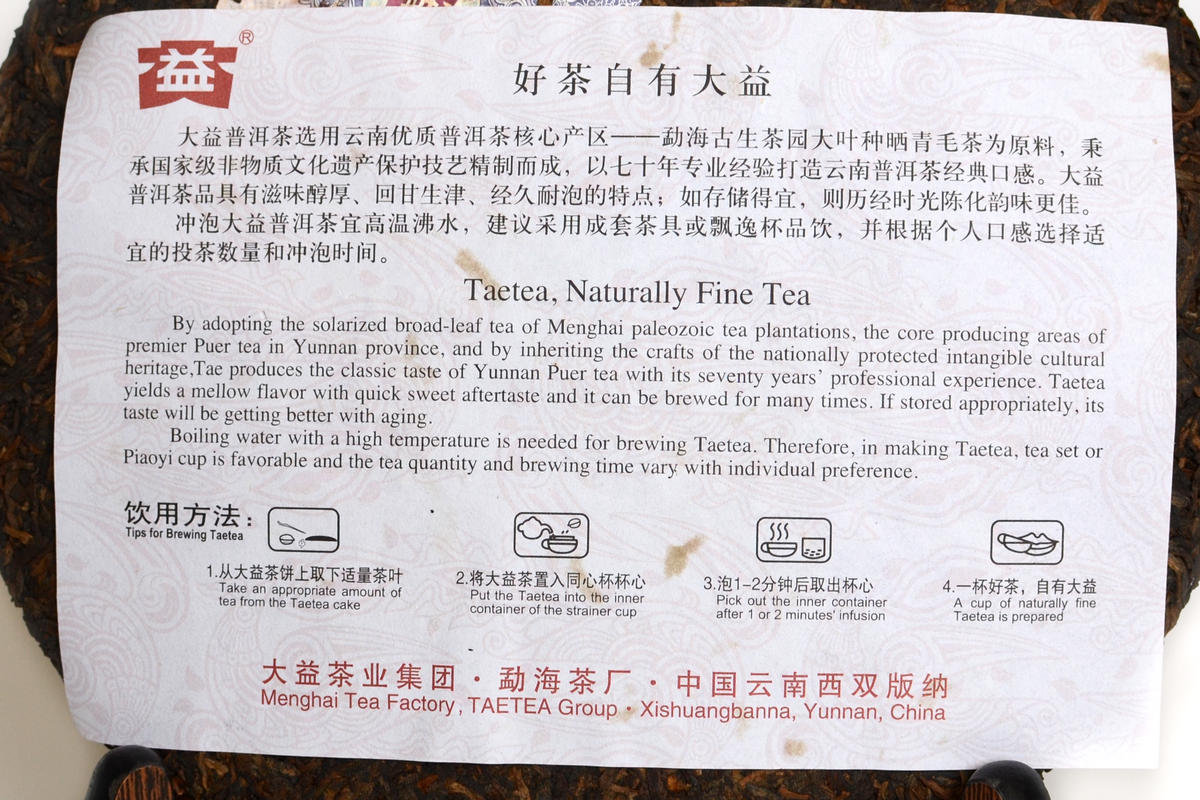 益®
好茶自有大益
大益普洱茶选用云南优质普洱茶核心产区——勐海古生茶园大叶种晒青毛茶为原料，秉
承国家级非物质文化遗产保护技艺精制而成，以七十年专业经验打造云南普洱茶经典口感。大益
普洱茶品具有滋味醇厚、回甘生津、经久耐泡的特点；如存储得宜，则历经时光陈化韵味更佳。
冲泡大益普洱茶宜高温沸水，建议采用成套茶具或飘逸杯品饮，并根据个人口感选择适
宜的投茶数量和冲泡时间。
Taetea, Naturally Fine Tea
By adopting the solarized broad-leaf tea of Menghai paleozoic tea plantations, the core producing areas of
premier Puer tea in Yunnan province, and by inheriting the crafts of the nationally protected intangible cultural
heritage,Tae produces the classic taste of Yunnan Puer tea with its seventy years' professional experience. Taetea
yields a mellow flavor with quick sweet aftertaste and it can be brewed for many times. If stored appropriately, its
taste will be getting better with aging.
Boiling water with a high temperature is needed for brewing Taetea. Therefore, in making Taetea, tea set or
Piaoyi cup is favorable and the tea quantity and brewing time vary with individual preference.
饮用方法：
Tips for Brewing Taetea
1.从大益茶饼上取下适量茶叶
Take an appropriate amount of
tea from the Taetea cake
2.将大益茶置入同心杯杯心
Put the Taetea into the inner
container of the strainer cup
3.泡1-2分钟后取出杯心
Pick out the inner container
after 1 or 2 minutes' infusion
4.一杯好茶，自有大益
A cup of naturally fine
Taetea is prepared
大益茶业集团·勐海茶厂·中国云南西双版纳
Menghai Tea Factory, TAETEA Group · Xishuangbanna, Yunnan, China